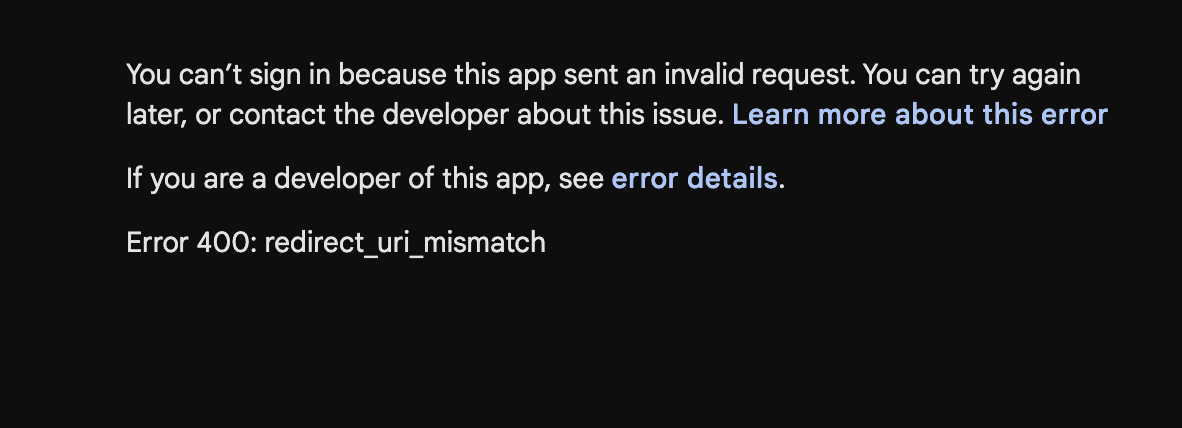 You can’t sign in because this app sent an invalid request. You can try again
later, or contact the developer about this issue. Learn more about this error
If you are a developer of this app, see error details.
Error 400: redirect_uri_mismatch